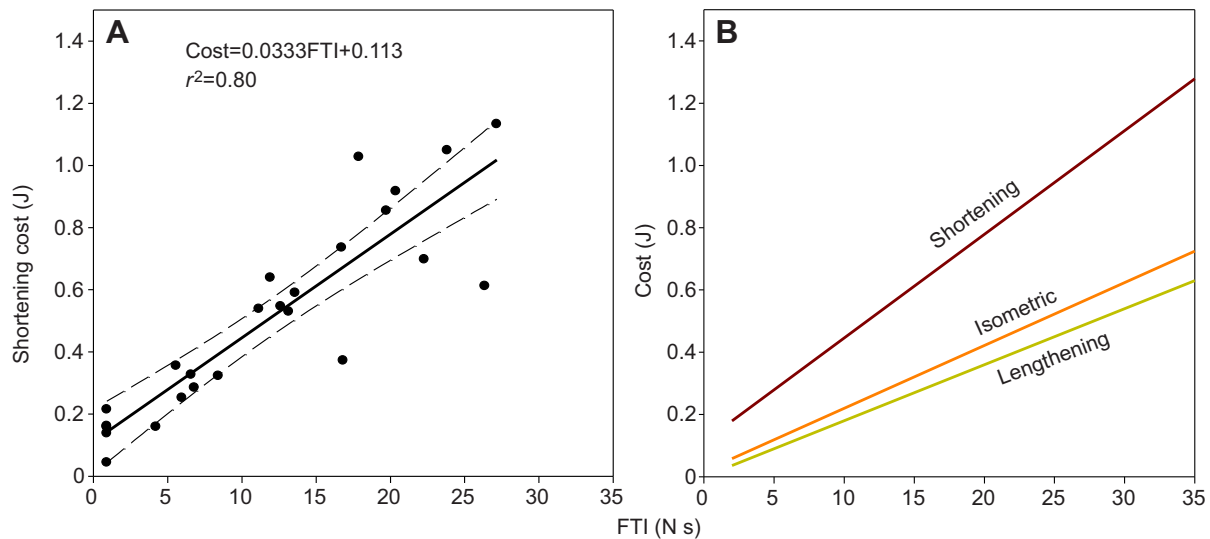 A
Cost=0.0333FTI+0.113
r²=0.80
Shortening cost (J)
1.4
1.2
1.0
0.8
0.6
0.4
0.2
0
0 5 10 15 20 25 30 35
B
Cost (J)
1.4
1.2
1.0
0.8
0.6
0.4
0.2
0
Shortening
Isometric
Lengthening
0 5 10 15 20 25 30 35
FTI (N s)